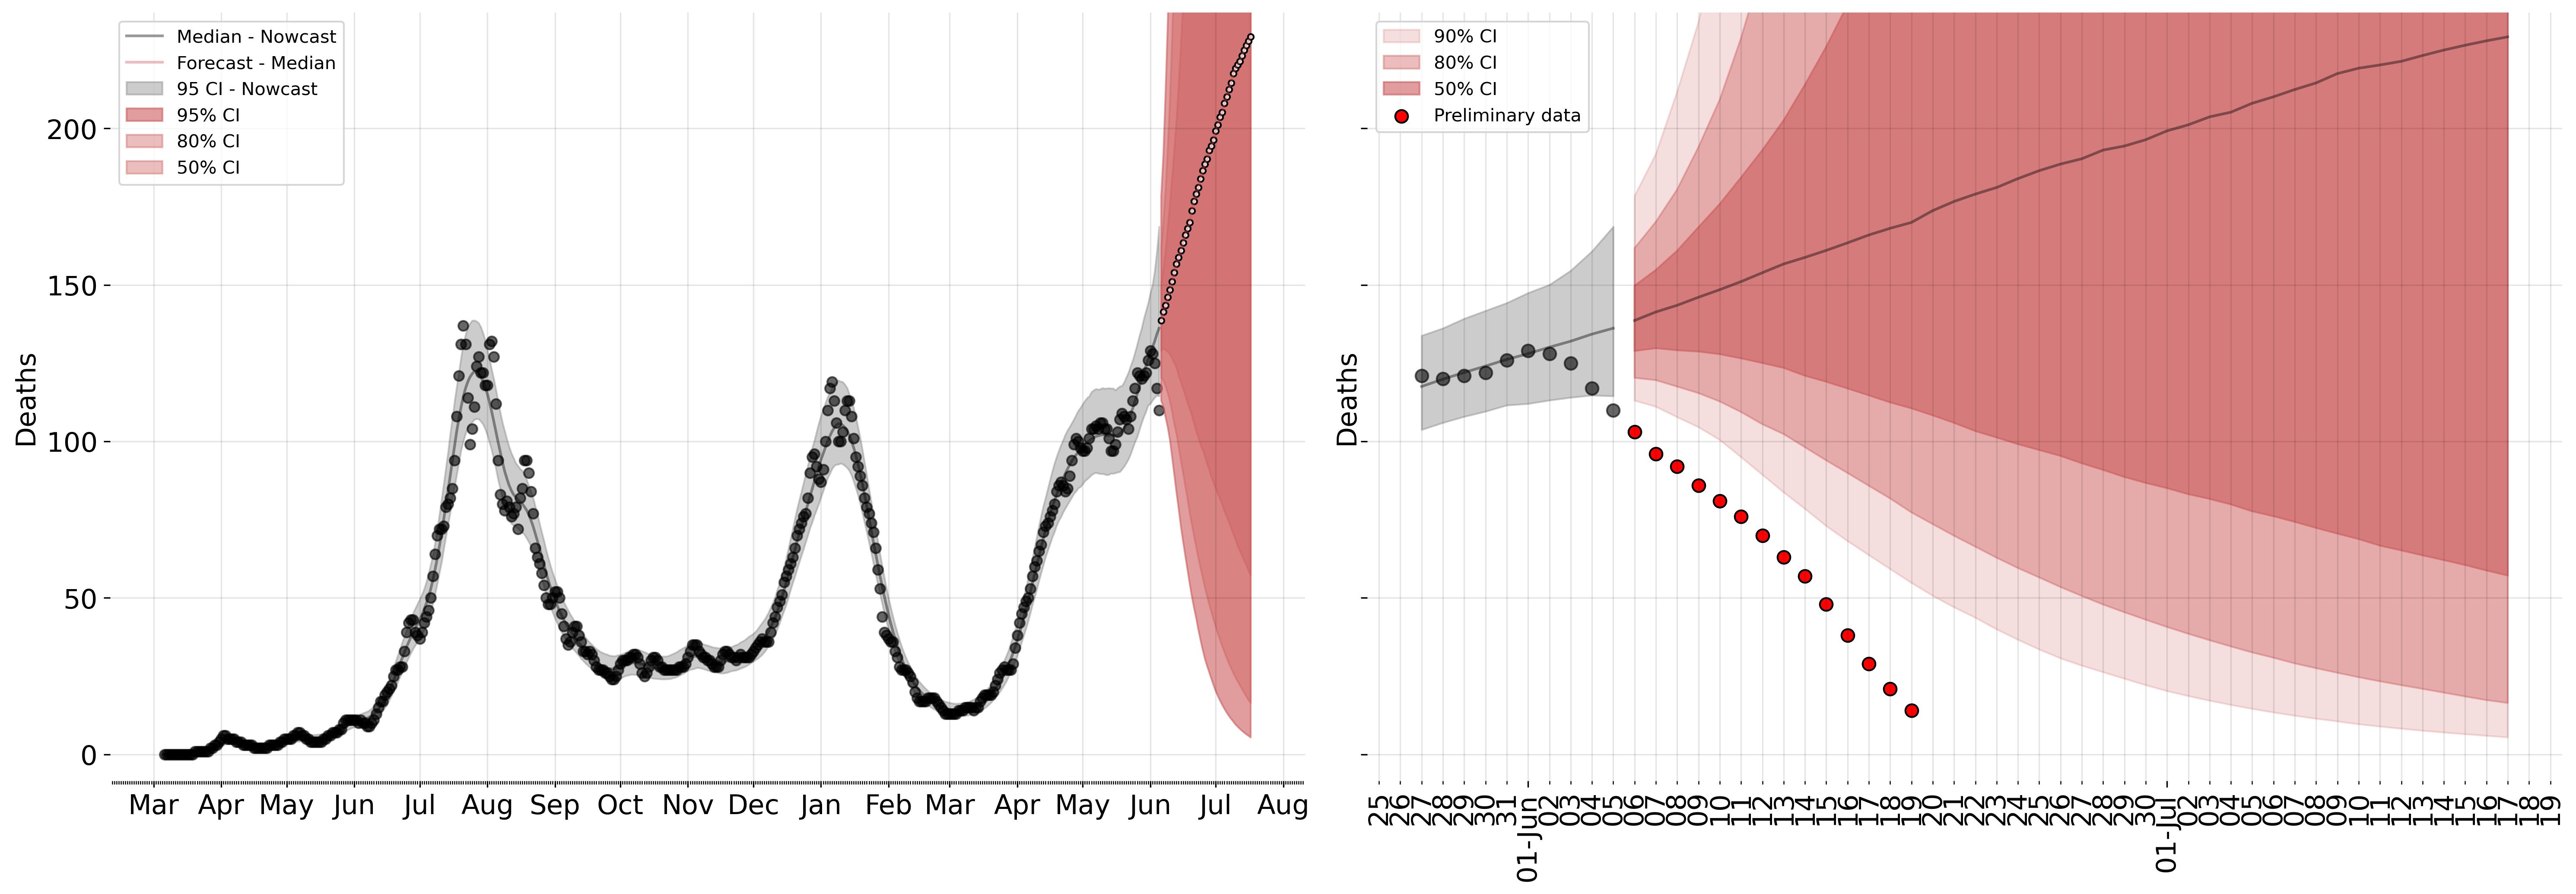 Median - Nowcast
Forecast - Median
95 CI - Nowcast
95% CI
80% CI
50% CI
Deaths
200
150
100
50
0
Mar Apr May Jun Jul Aug Sep Oct Nov Dec Jan Feb Mar Apr May Jun Jul Aug
90% CI
80% CI
50% CI
Preliminary data
Deaths
25 26 27 28 29 30 31 01-Jun 02 03 04 05 06 07 08 09 10 11 12 13 14 15 16 17 18 19 20 21 22 23 24 25 26 27 28 29 30 01-Jul 02 03 04 05 06 07 08 09 10 11 12 13 14 15 16 17 18 19